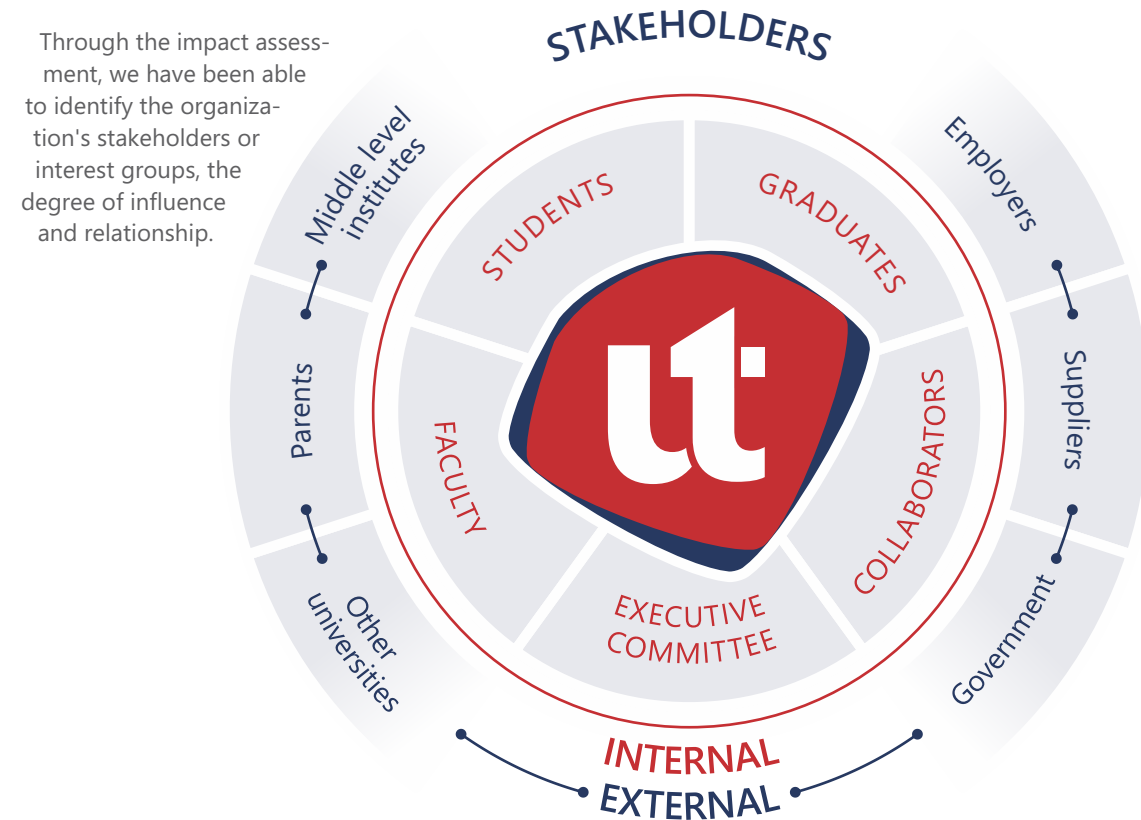 Through the impact assess-
ment, we have been able
to identify the organiza-
tion's stakeholders or
interest groups, the
degree of influence
and relationship.
STAKEHOLDERS
Middle level
institutes
Employers
STUDENTS
GRADUATES
Parents
Suppliers
FACULTY
ut
COLLABORATORS
EXECUTIVE
COMMITTEE
Other
universities
Government
INTERNAL
EXTERNAL